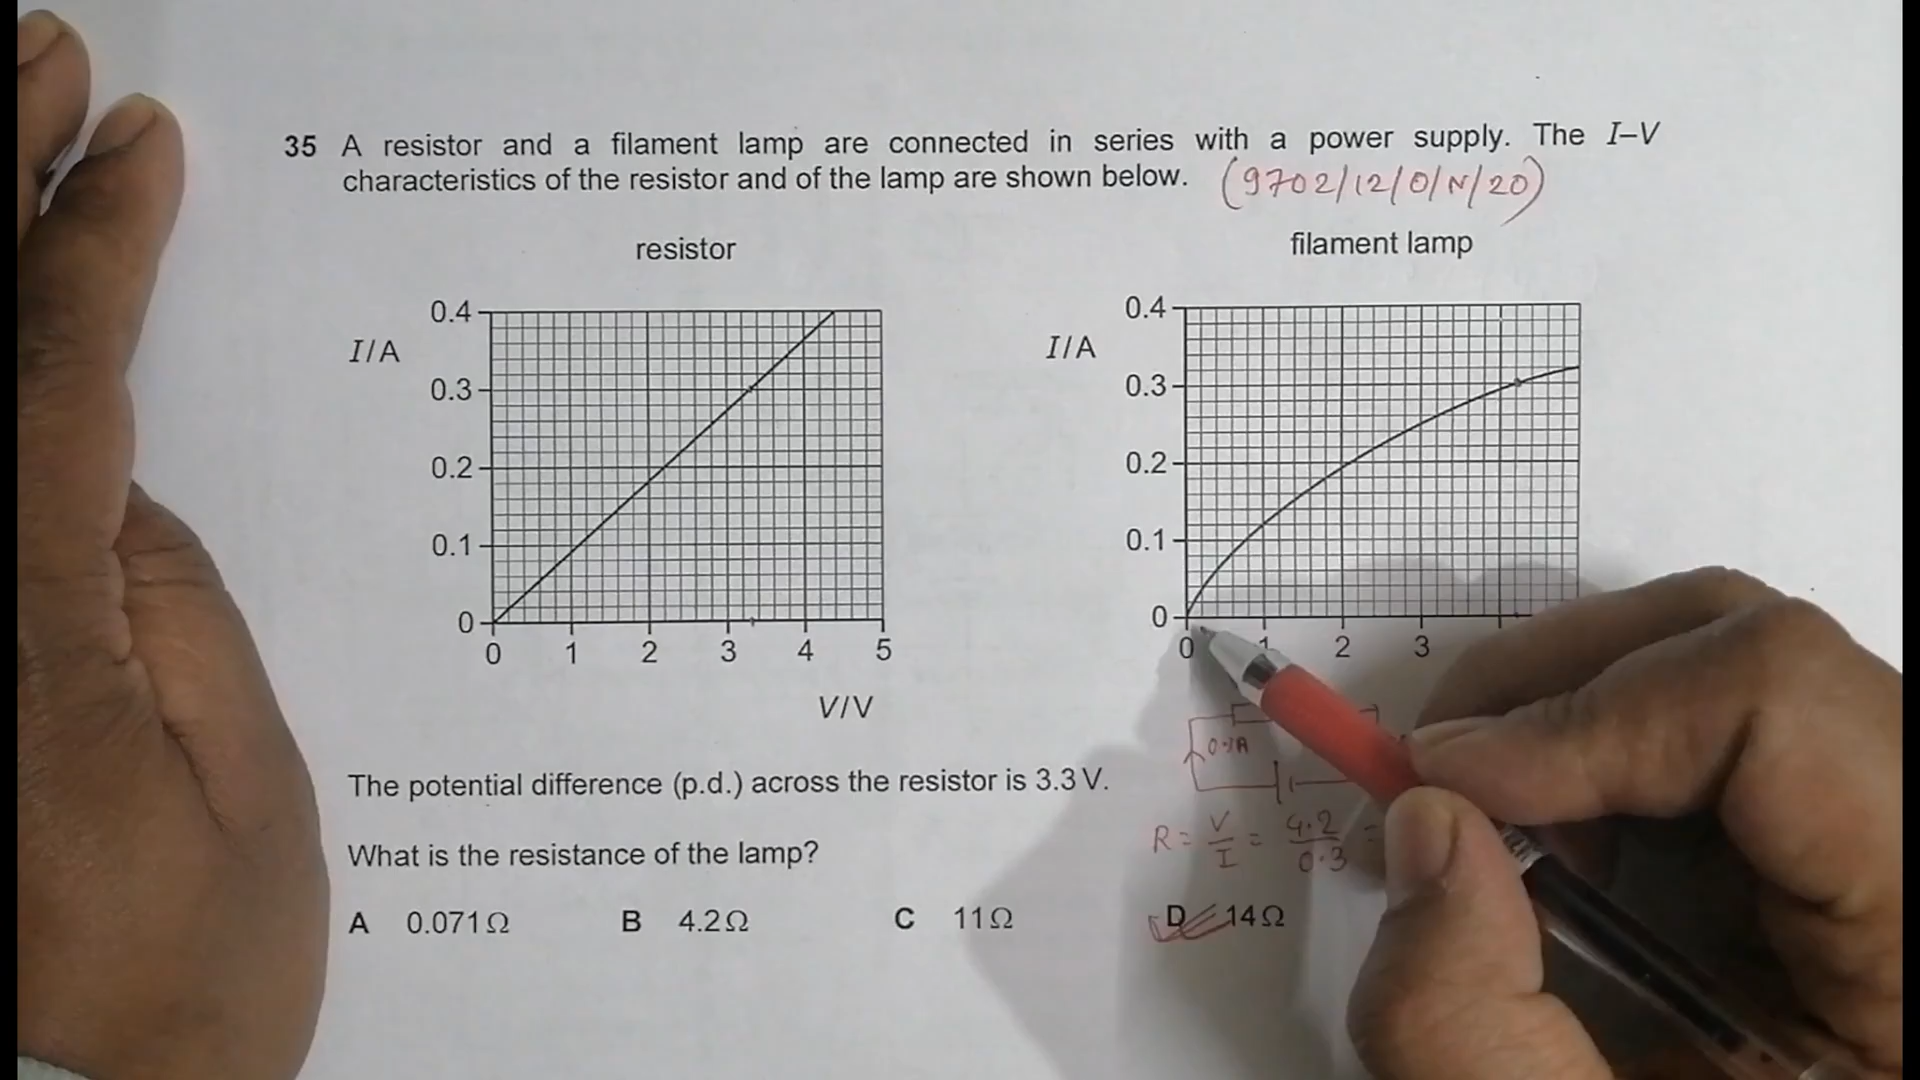 35 A resistor and a filament lamp are connected in series with a power supply. The I–V
characteristics of the resistor and of the lamp are shown below. (9702/12/O/N/20)
resistor
filament lamp
0.4
I/A
0.3
0.2
0.1
0
0 1 2 3 4 5
V/V
0.4
I/A
0.3
0.2
0.1
0
0 1 2 3
0.3A
The potential difference (p.d.) across the resistor is 3.3 V.
R = V/I = 4.2/0.3 =
What is the resistance of the lamp?
A 0.071Ω B 4.2Ω C 11Ω D 14Ω